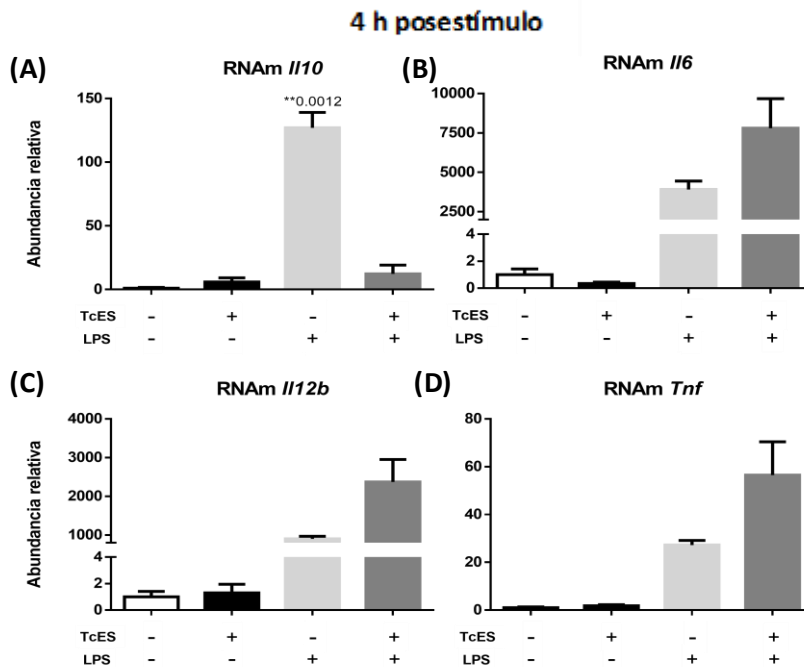 4 h posestímulo
(A)
RNAm Il10
Abundancia relativa
150
100
50
0
**0.0012
TcES - + - +
LPS - - + +
(B)
RNAm Il6
10000
7500
5000
2500
4
2
0
TcES - + - +
LPS - - + +
(C)
RNAm Il12b
Abundancia relativa
4000
3000
2000
1000
4
2
0
TcES - + - +
LPS - - + +
(D)
RNAm Tnf
80
60
40
20
0
TcES - + - +
LPS - - + +